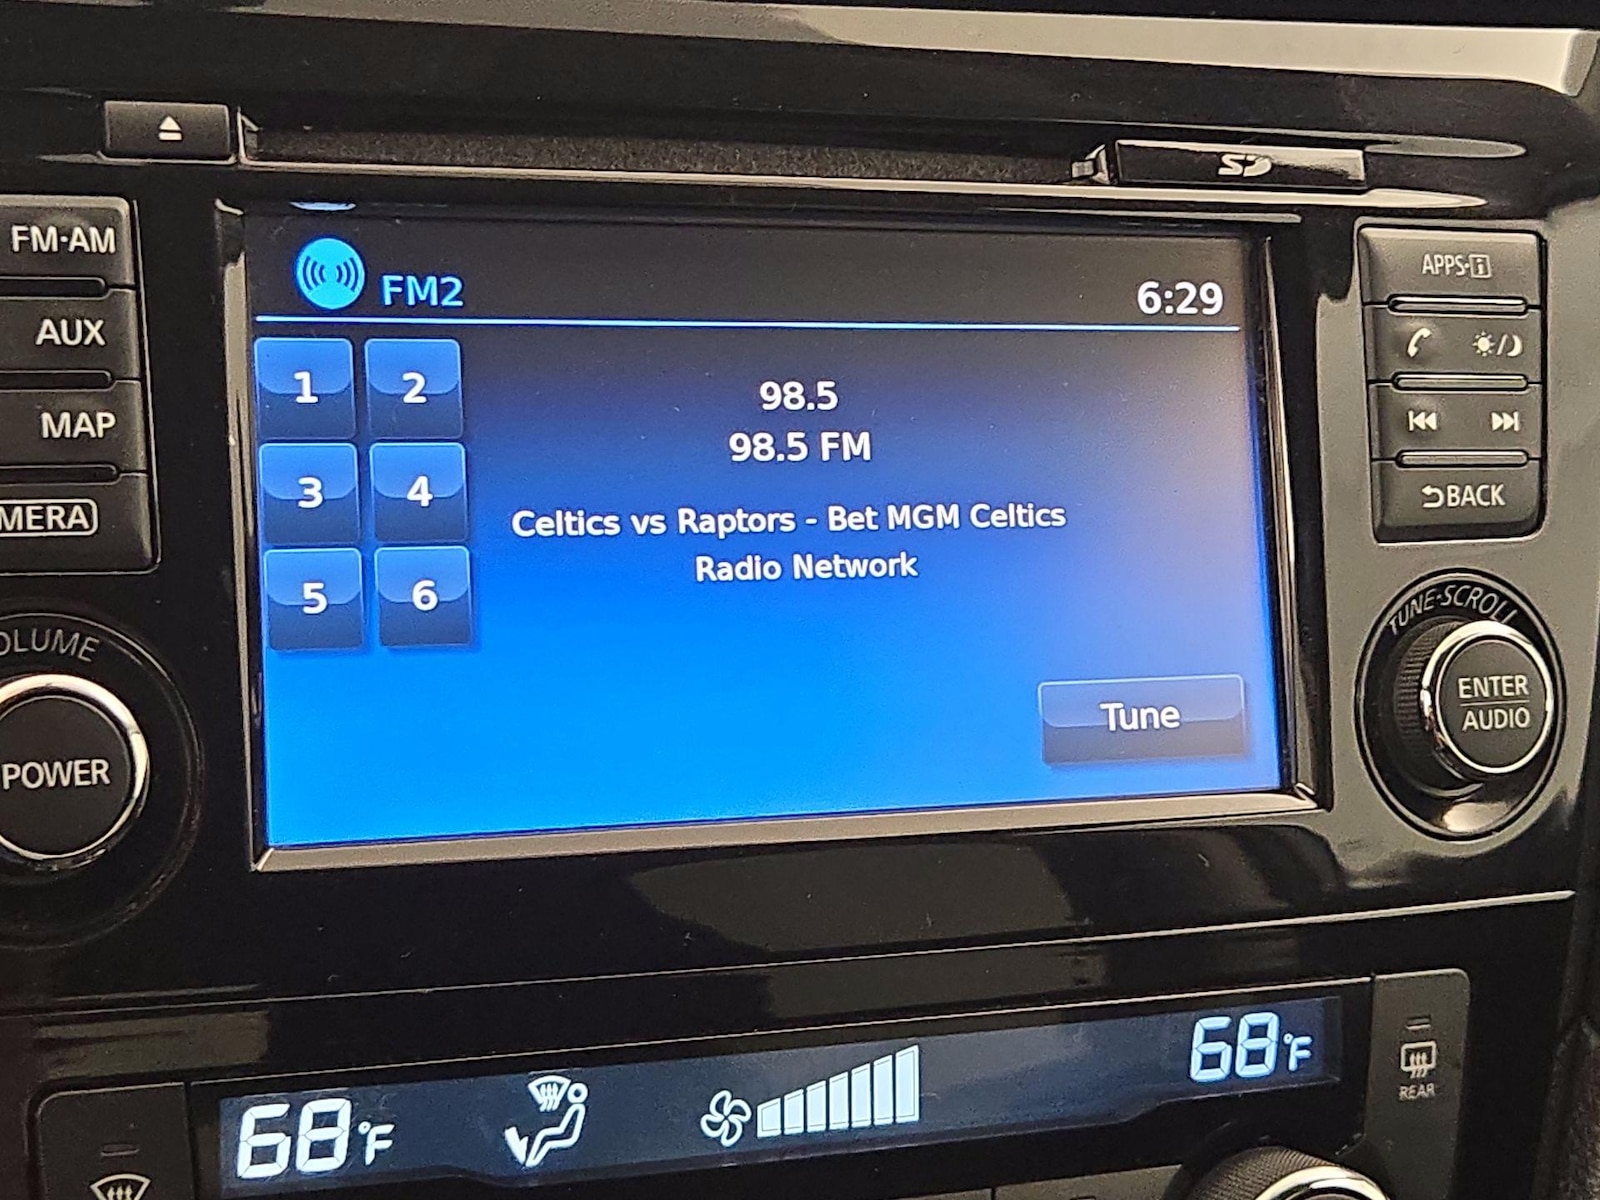 SD
FM·AM
AUX
MAP
MERA
OLUME
POWER
FM2
6:29
1 2
3 4
5 6
98.5
98.5 FM
Celtics vs Raptors - Bet MGM Celtics
Radio Network
Tune
APPS·i
BACK
TUNE·SCROLL
ENTER
AUDIO
68°F
68°F
REAR